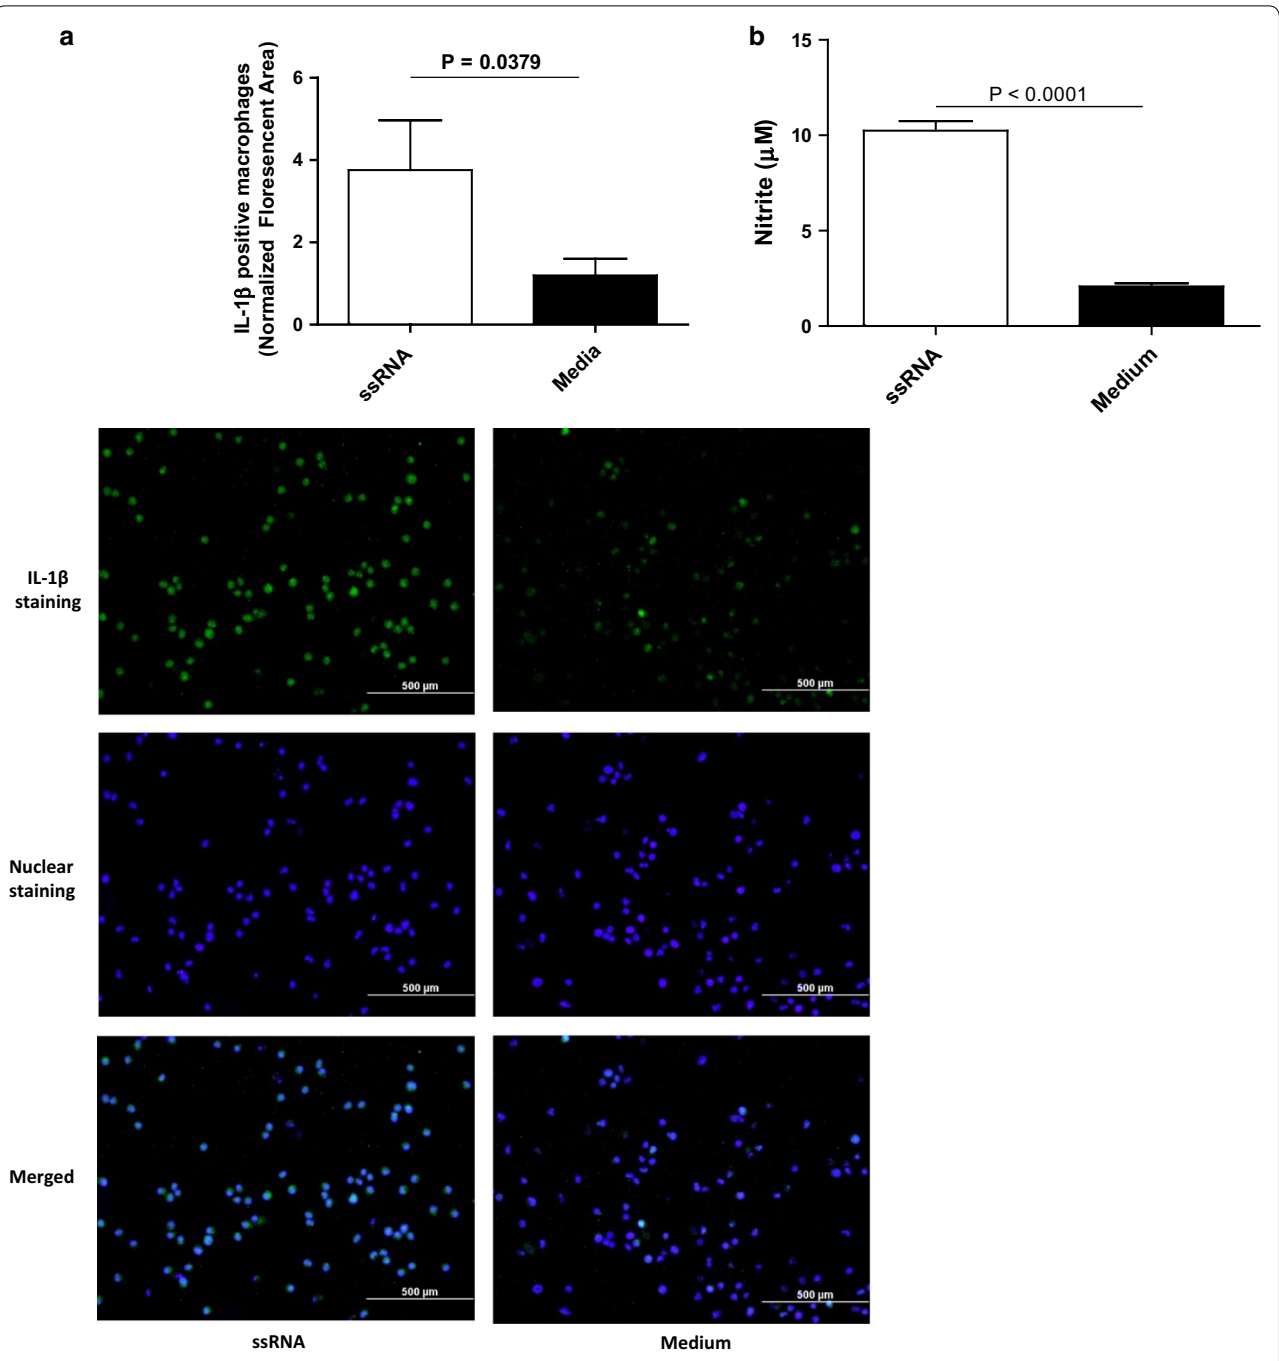 a
P = 0.0379
IL-1β positive macrophages
(Normalized Floresencent Area)
6
4
2
0
ssRNA
Media
b
P < 0.0001
Nitrite (µM)
15
10
5
0
ssRNA
Medium
IL-1β
staining
500 µm
500 µm
Nuclear
staining
500 µm
500 µm
Merged
500 µm
500 µm
ssRNA
Medium